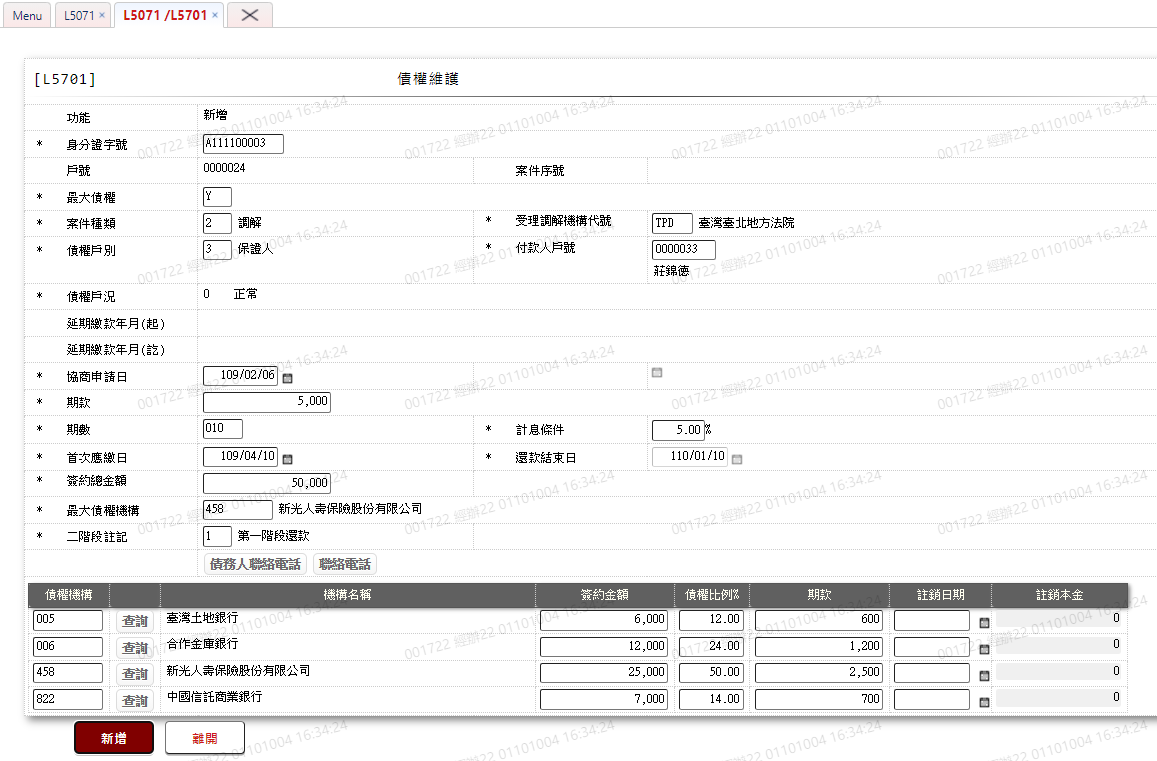 Menu L5071 × L5071 /L5701 ×
[L5701] 債權維護
功能 新增
* 身分證字號 A111100003
戶號 0000024 案件序號
* 最大債權 Y
* 案件種類 2 調解 * 受理調解機構代號 TPD 臺灣臺北地方法院
* 債權戶別 3 保證人 * 付款人戶號 0000033
莊錦德
* 債權戶況 0 正常
延期繳款年月(起)
延期繳款年月(訖)
* 協商申請日 109/02/06
* 期款 5,000
* 期數 010 * 計息條件 5.00 %
* 首次應繳日 109/04/10 * 還款結束日 110/01/10
* 簽約總金額 50,000
* 最大債權機構 458 新光人壽保險股份有限公司
* 二階段註記 1 第一階段還款
債務人聯絡電話 聯絡電話
債權機構 機構名稱 簽約金額 債權比例% 期款 註銷日期 註銷本金
005 查詢 臺灣土地銀行 6,000 12.00 600 0
006 查詢 合作金庫銀行 12,000 24.00 1,200 0
458 查詢 新光人壽保險股份有限公司 25,000 50.00 2,500 0
822 查詢 中國信託商業銀行 7,000 14.00 700 0
新增 離開
001722 經辦22 01101004 16:34:24